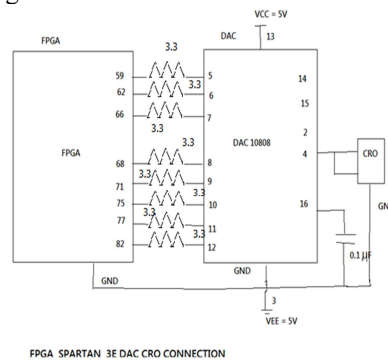 VCC = 5V
FPGA
DAC
13
3.3
59
5
14
62
3.3
6
15
66
7
3.3
2
FPGA
DAC 10808
CRO
3.3
4
68
8
71
3.3
9
75
3.3
10
16
77
3.3
11
GN
82
3.3
12
0.1 µF
GND
GND
3
VEE = 5V
FPGA SPARTAN 3E DAC CRO CONNECTION